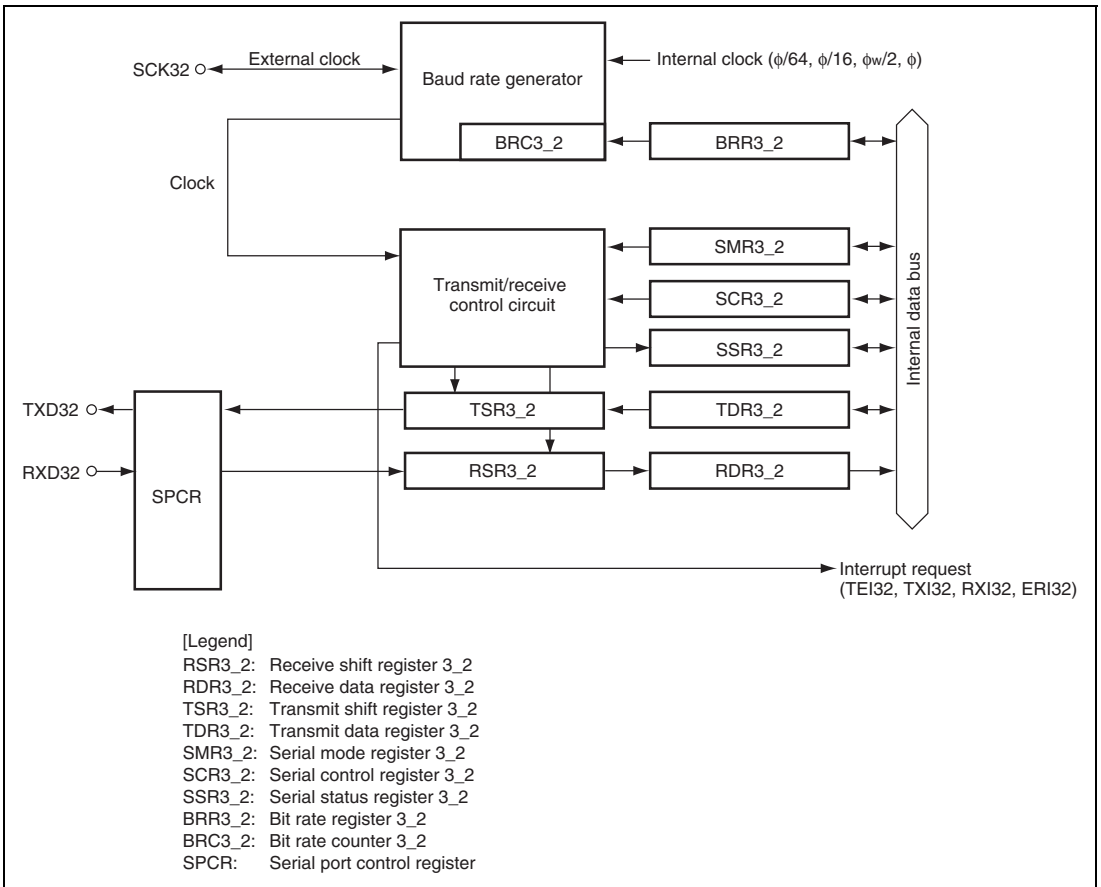 SCK32
External clock
Baud rate generator
Internal clock (φ/64, φ/16, φw/2, φ)
BRC3_2
BRR3_2
Clock
Transmit/receive
control circuit
SMR3_2
SCR3_2
SSR3_2
Internal data bus
TXD32
TSR3_2
TDR3_2
RXD32
SPCR
RSR3_2
RDR3_2
Interrupt request
(TEI32, TXI32, RXI32, ERI32)
[Legend]
RSR3_2: Receive shift register 3_2
RDR3_2: Receive data register 3_2
TSR3_2: Transmit shift register 3_2
TDR3_2: Transmit data register 3_2
SMR3_2: Serial mode register 3_2
SCR3_2: Serial control register 3_2
SSR3_2: Serial status register 3_2
BRR3_2: Bit rate register 3_2
BRC3_2: Bit rate counter 3_2
SPCR: Serial port control register